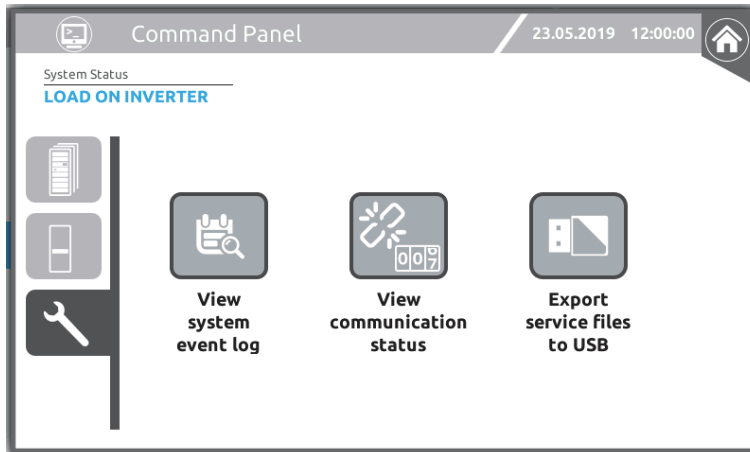 Command Panel
23.05.2019 12:00:00
System Status
LOAD ON INVERTER
007
View
system
event log
View
communication
status
Export
service files
to USB